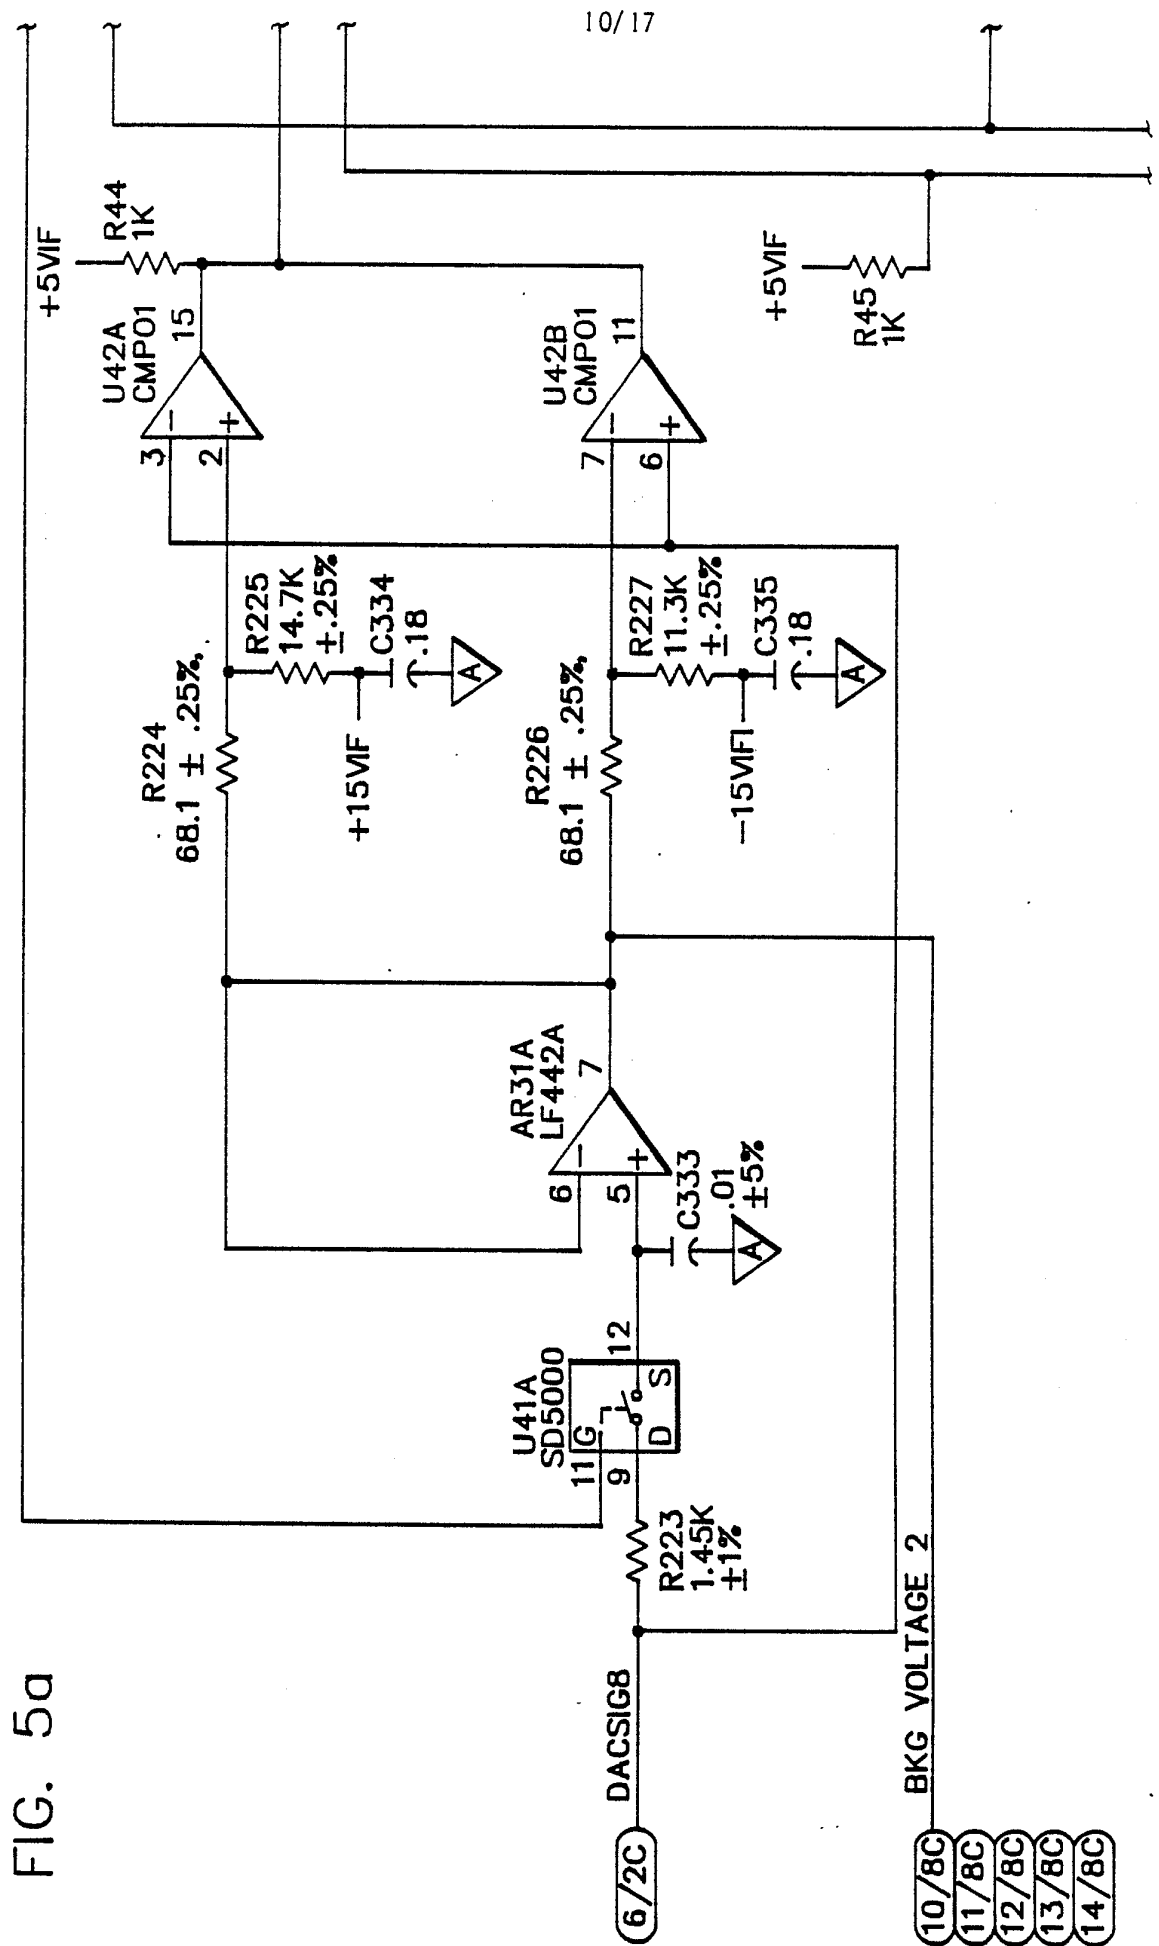 10/17
FIG. 5a
6/2C
DACSIG8
R223
1.45K
±1%
U41A
SD5000
11
G
9
D
S
12
C333
.01
±5%
A
AR31A
LF442A
6
-
5
+
7
R224
68.1 ± .25%,
R225
14.7K
±.25%
+15VIF
C334
.18
A
R226
68.1 ± .25%,
R227
11.3K
±.25%
-15VIFI
C335
.18
A
U42A
CMP01
3
-
2
+
15
+5VIF
R44
1K
U42B
CMP01
7
-
6
+
11
+5VIF
R45
1K
BKG VOLTAGE 2
10/8C
11/8C
12/8C
13/8C
14/8C